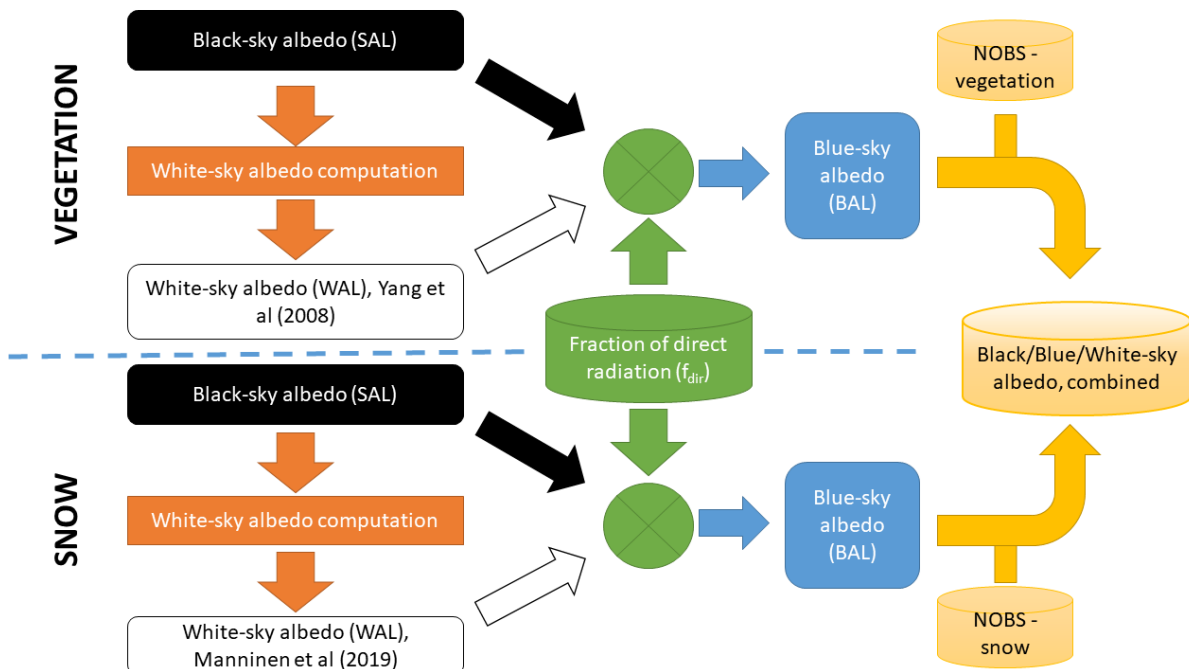 VEGETATION
Black-sky albedo (SAL)
White-sky albedo computation
White-sky albedo (WAL), Yang et
al (2008)
Fraction of direct
radiation (f_dir)
Blue-sky
albedo
(BAL)
NOBS -
vegetation
Black/Blue/White-sky
albedo, combined
SNOW
Black-sky albedo (SAL)
White-sky albedo computation
White-sky albedo (WAL),
Manninen et al (2019)
Blue-sky
albedo
(BAL)
NOBS -
snow